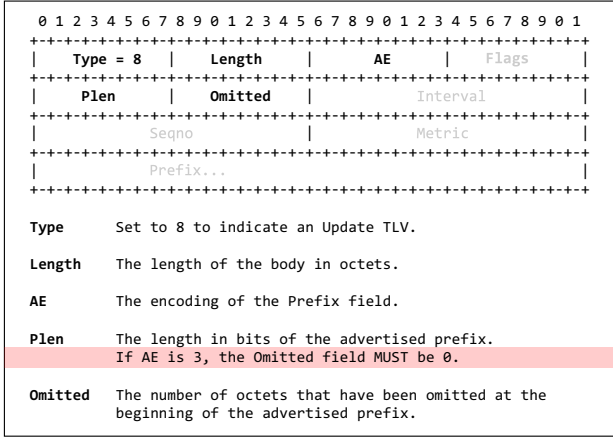 0 1 2 3 4 5 6 7 8 9 0 1 2 3 4 5 6 7 8 9 0 1 2 3 4 5 6 7 8 9 0 1
+-+-+-+-+-+-+-+-+-+-+-+-+-+-+-+-+-+-+-+-+-+-+-+-+-+-+-+-+-+-+-+-+
| Type = 8 | Length | AE | Flags |
+-+-+-+-+-+-+-+-+-+-+-+-+-+-+-+-+-+-+-+-+-+-+-+-+-+-+-+-+-+-+-+-+
| Plen | Omitted | Interval |
+-+-+-+-+-+-+-+-+-+-+-+-+-+-+-+-+-+-+-+-+-+-+-+-+-+-+-+-+-+-+-+-+
| Seqno | Metric |
+-+-+-+-+-+-+-+-+-+-+-+-+-+-+-+-+-+-+-+-+-+-+-+-+-+-+-+-+-+-+-+-+
| Prefix... |
+-+-+-+-+-+-+-+-+-+-+-+-+-+-+-+-+-+-+-+-+-+-+-+-+-+-+-+-+-+-+-+-+
Type Set to 8 to indicate an Update TLV.
Length The length of the body in octets.
AE The encoding of the Prefix field.
Plen The length in bits of the advertised prefix.
If AE is 3, the Omitted field MUST be 0.
Omitted The number of octets that have been omitted at the
beginning of the advertised prefix.